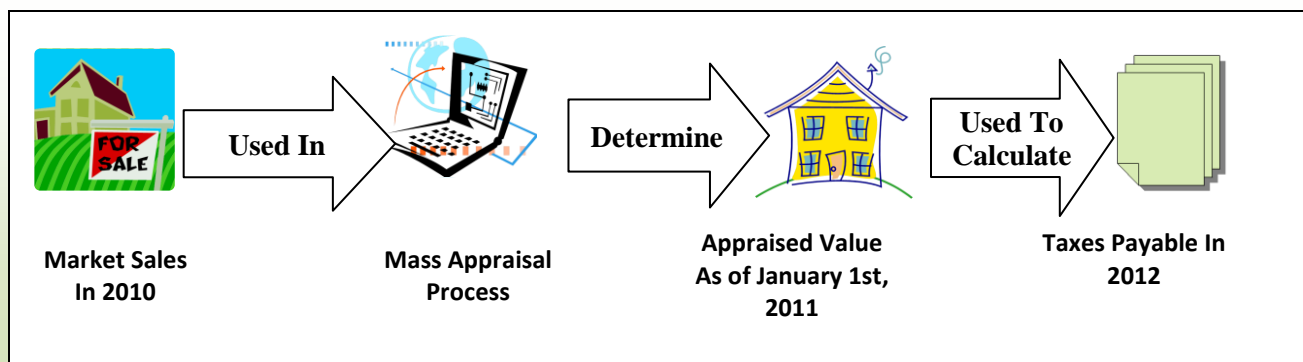 FOR
SALE
Used In
Determine
Used To
Calculate
Market Sales
In 2010
Mass Appraisal
Process
Appraised Value
As of January 1st,
2011
Taxes Payable In
2012